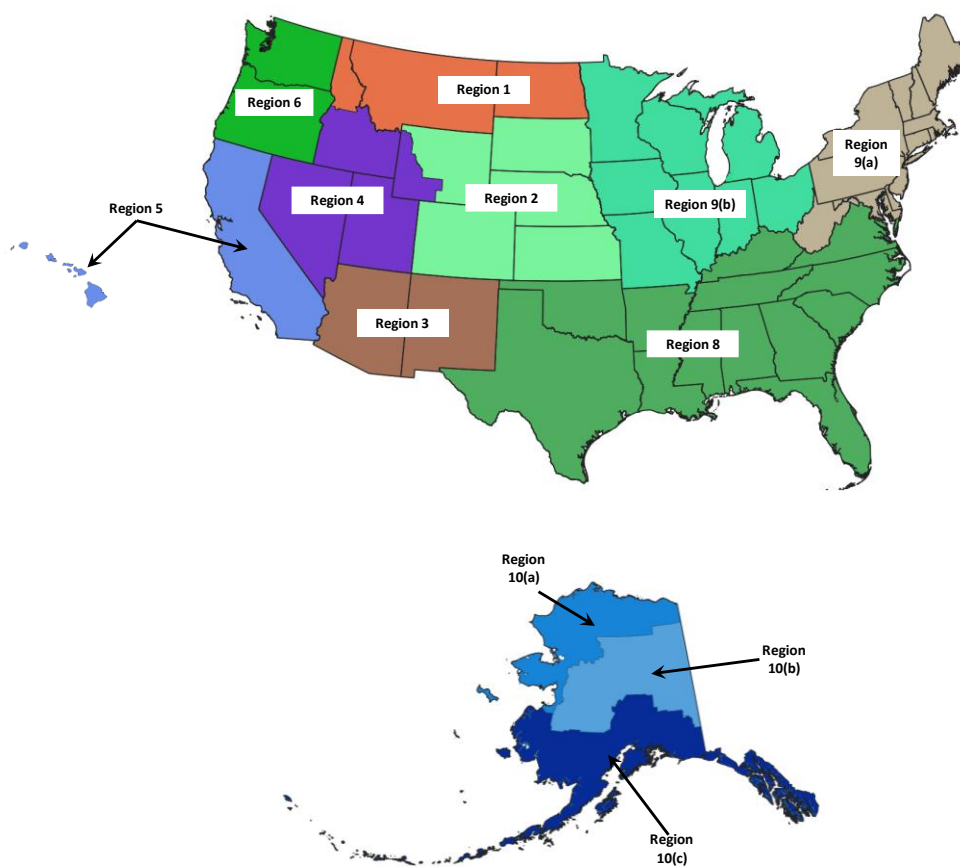 Region 6
Region 1
Region
9(a)
Region 4
Region 2
Region 9(b)
Region 5
Region 3
Region 8
Region
10(a)
Region
10(b)
Region
10(c)